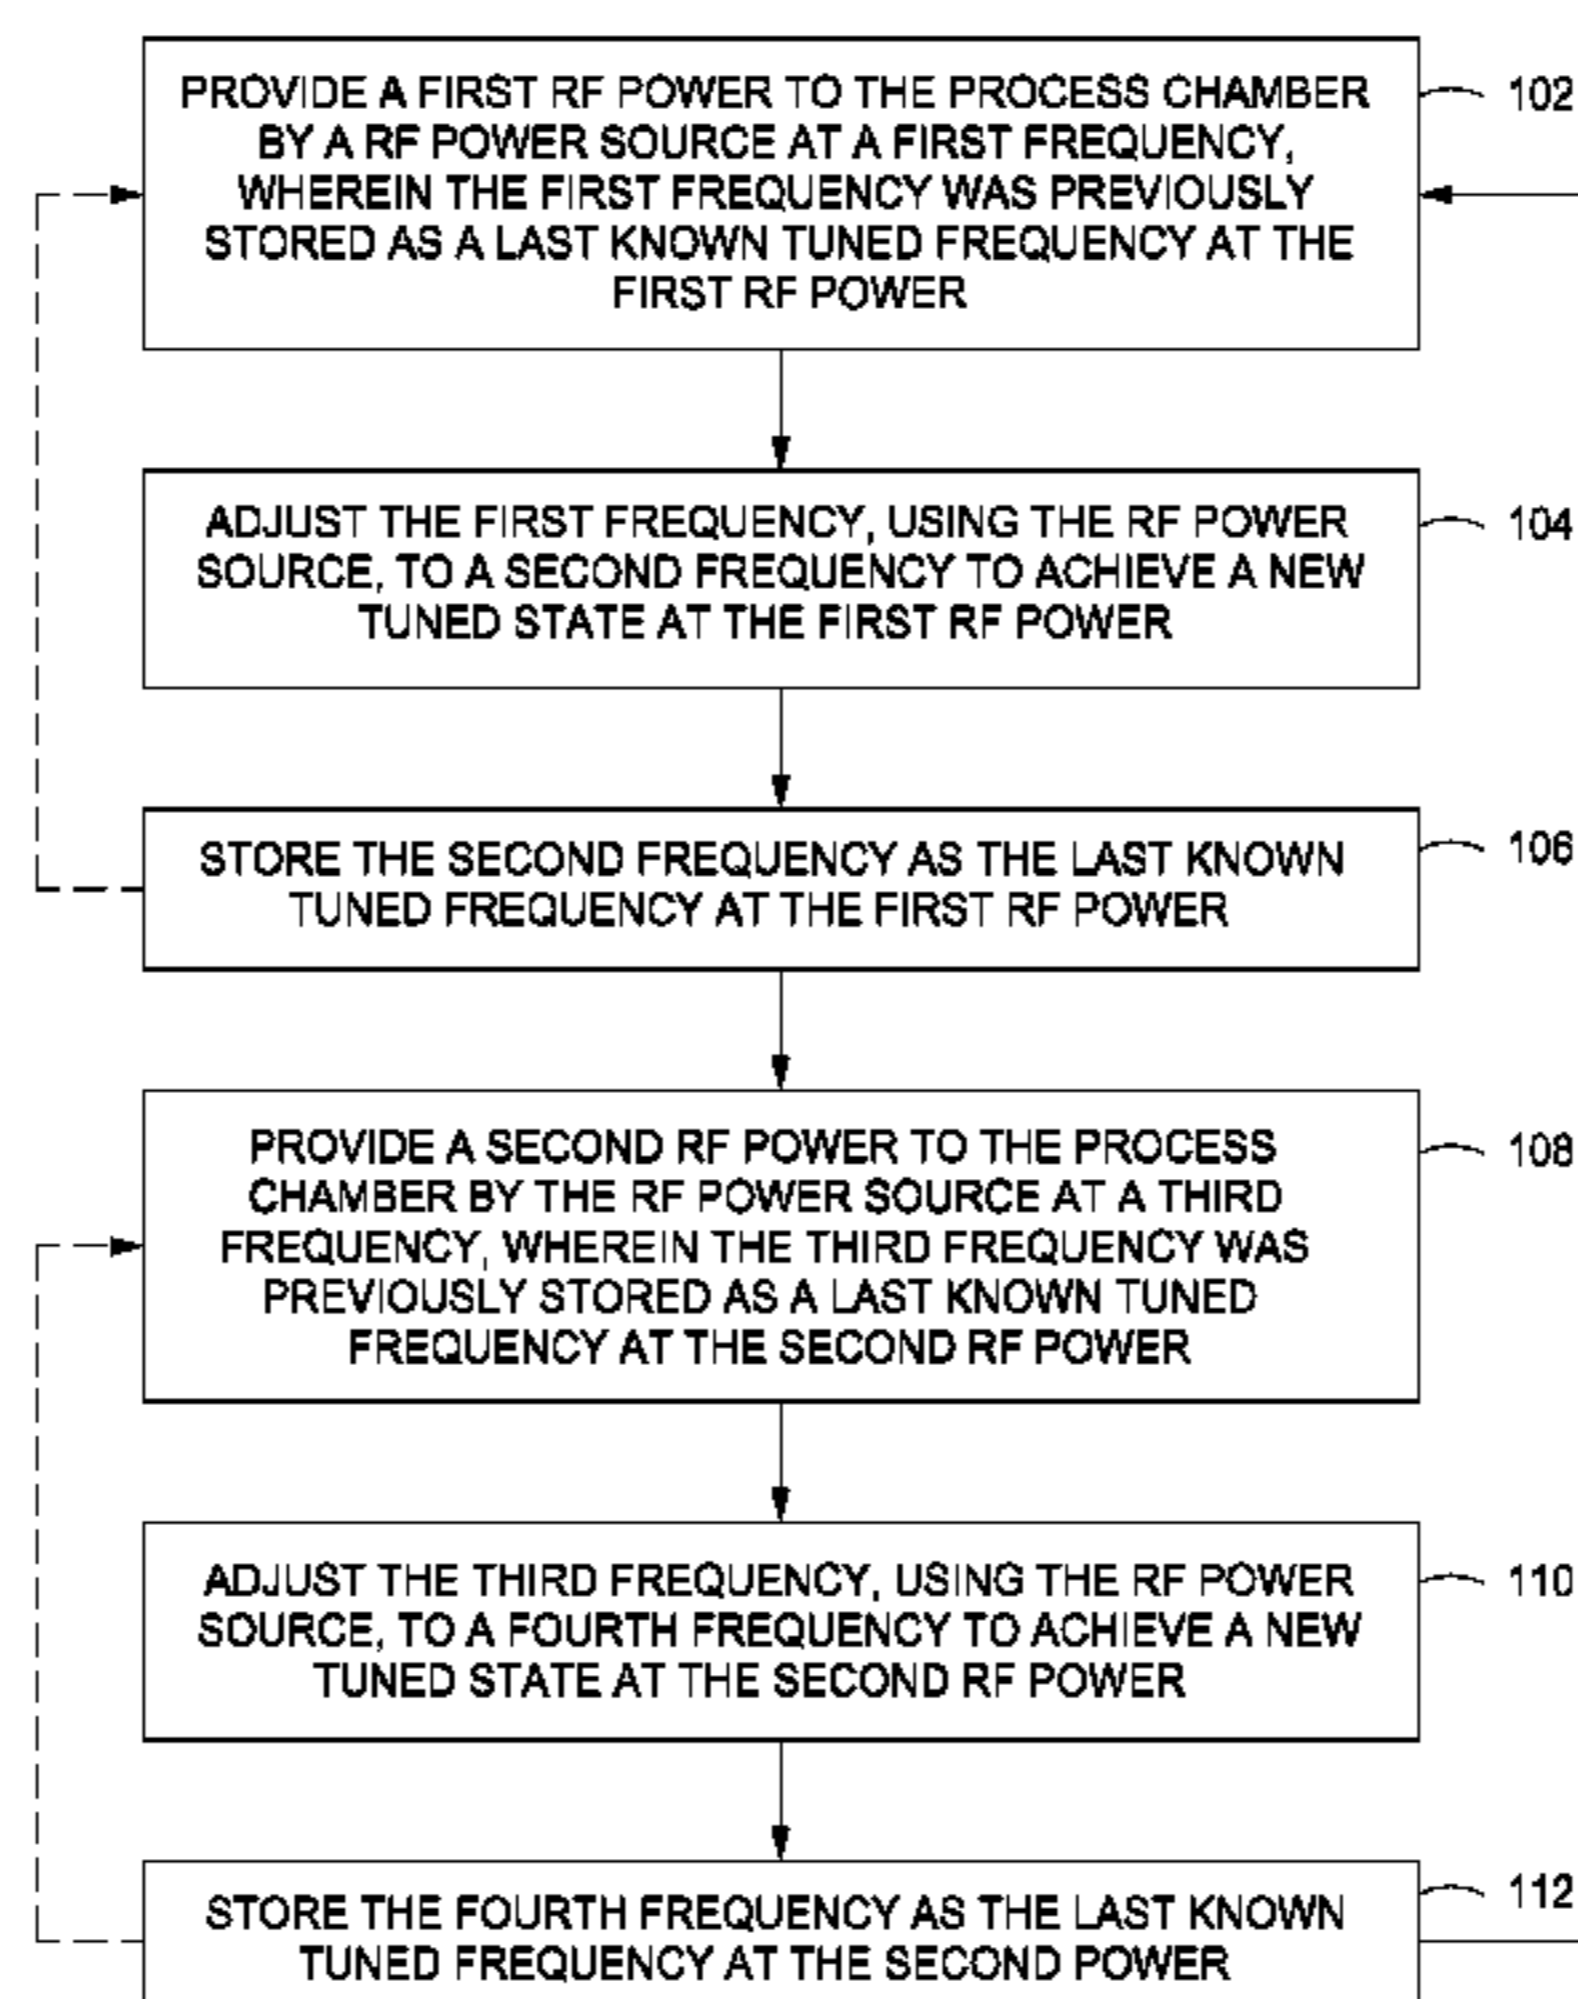 PROVIDE A FIRST RF POWER TO THE PROCESS CHAMBER
BY A RF POWER SOURCE AT A FIRST FREQUENCY,
WHEREIN THE FIRST FREQUENCY WAS PREVIOUSLY
STORED AS A LAST KNOWN TUNED FREQUENCY AT THE
FIRST RF POWER
102
ADJUST THE FIRST FREQUENCY, USING THE RF POWER
SOURCE, TO A SECOND FREQUENCY TO ACHIEVE A NEW
TUNED STATE AT THE FIRST RF POWER
104
STORE THE SECOND FREQUENCY AS THE LAST KNOWN
TUNED FREQUENCY AT THE FIRST RF POWER
106
PROVIDE A SECOND RF POWER TO THE PROCESS
CHAMBER BY THE RF POWER SOURCE AT A THIRD
FREQUENCY, WHEREIN THE THIRD FREQUENCY WAS
PREVIOUSLY STORED AS A LAST KNOWN TUNED
FREQUENCY AT THE SECOND RF POWER
108
ADJUST THE THIRD FREQUENCY, USING THE RF POWER
SOURCE, TO A FOURTH FREQUENCY TO ACHIEVE A NEW
TUNED STATE AT THE SECOND RF POWER
110
STORE THE FOURTH FREQUENCY AS THE LAST KNOWN
TUNED FREQUENCY AT THE SECOND POWER
112